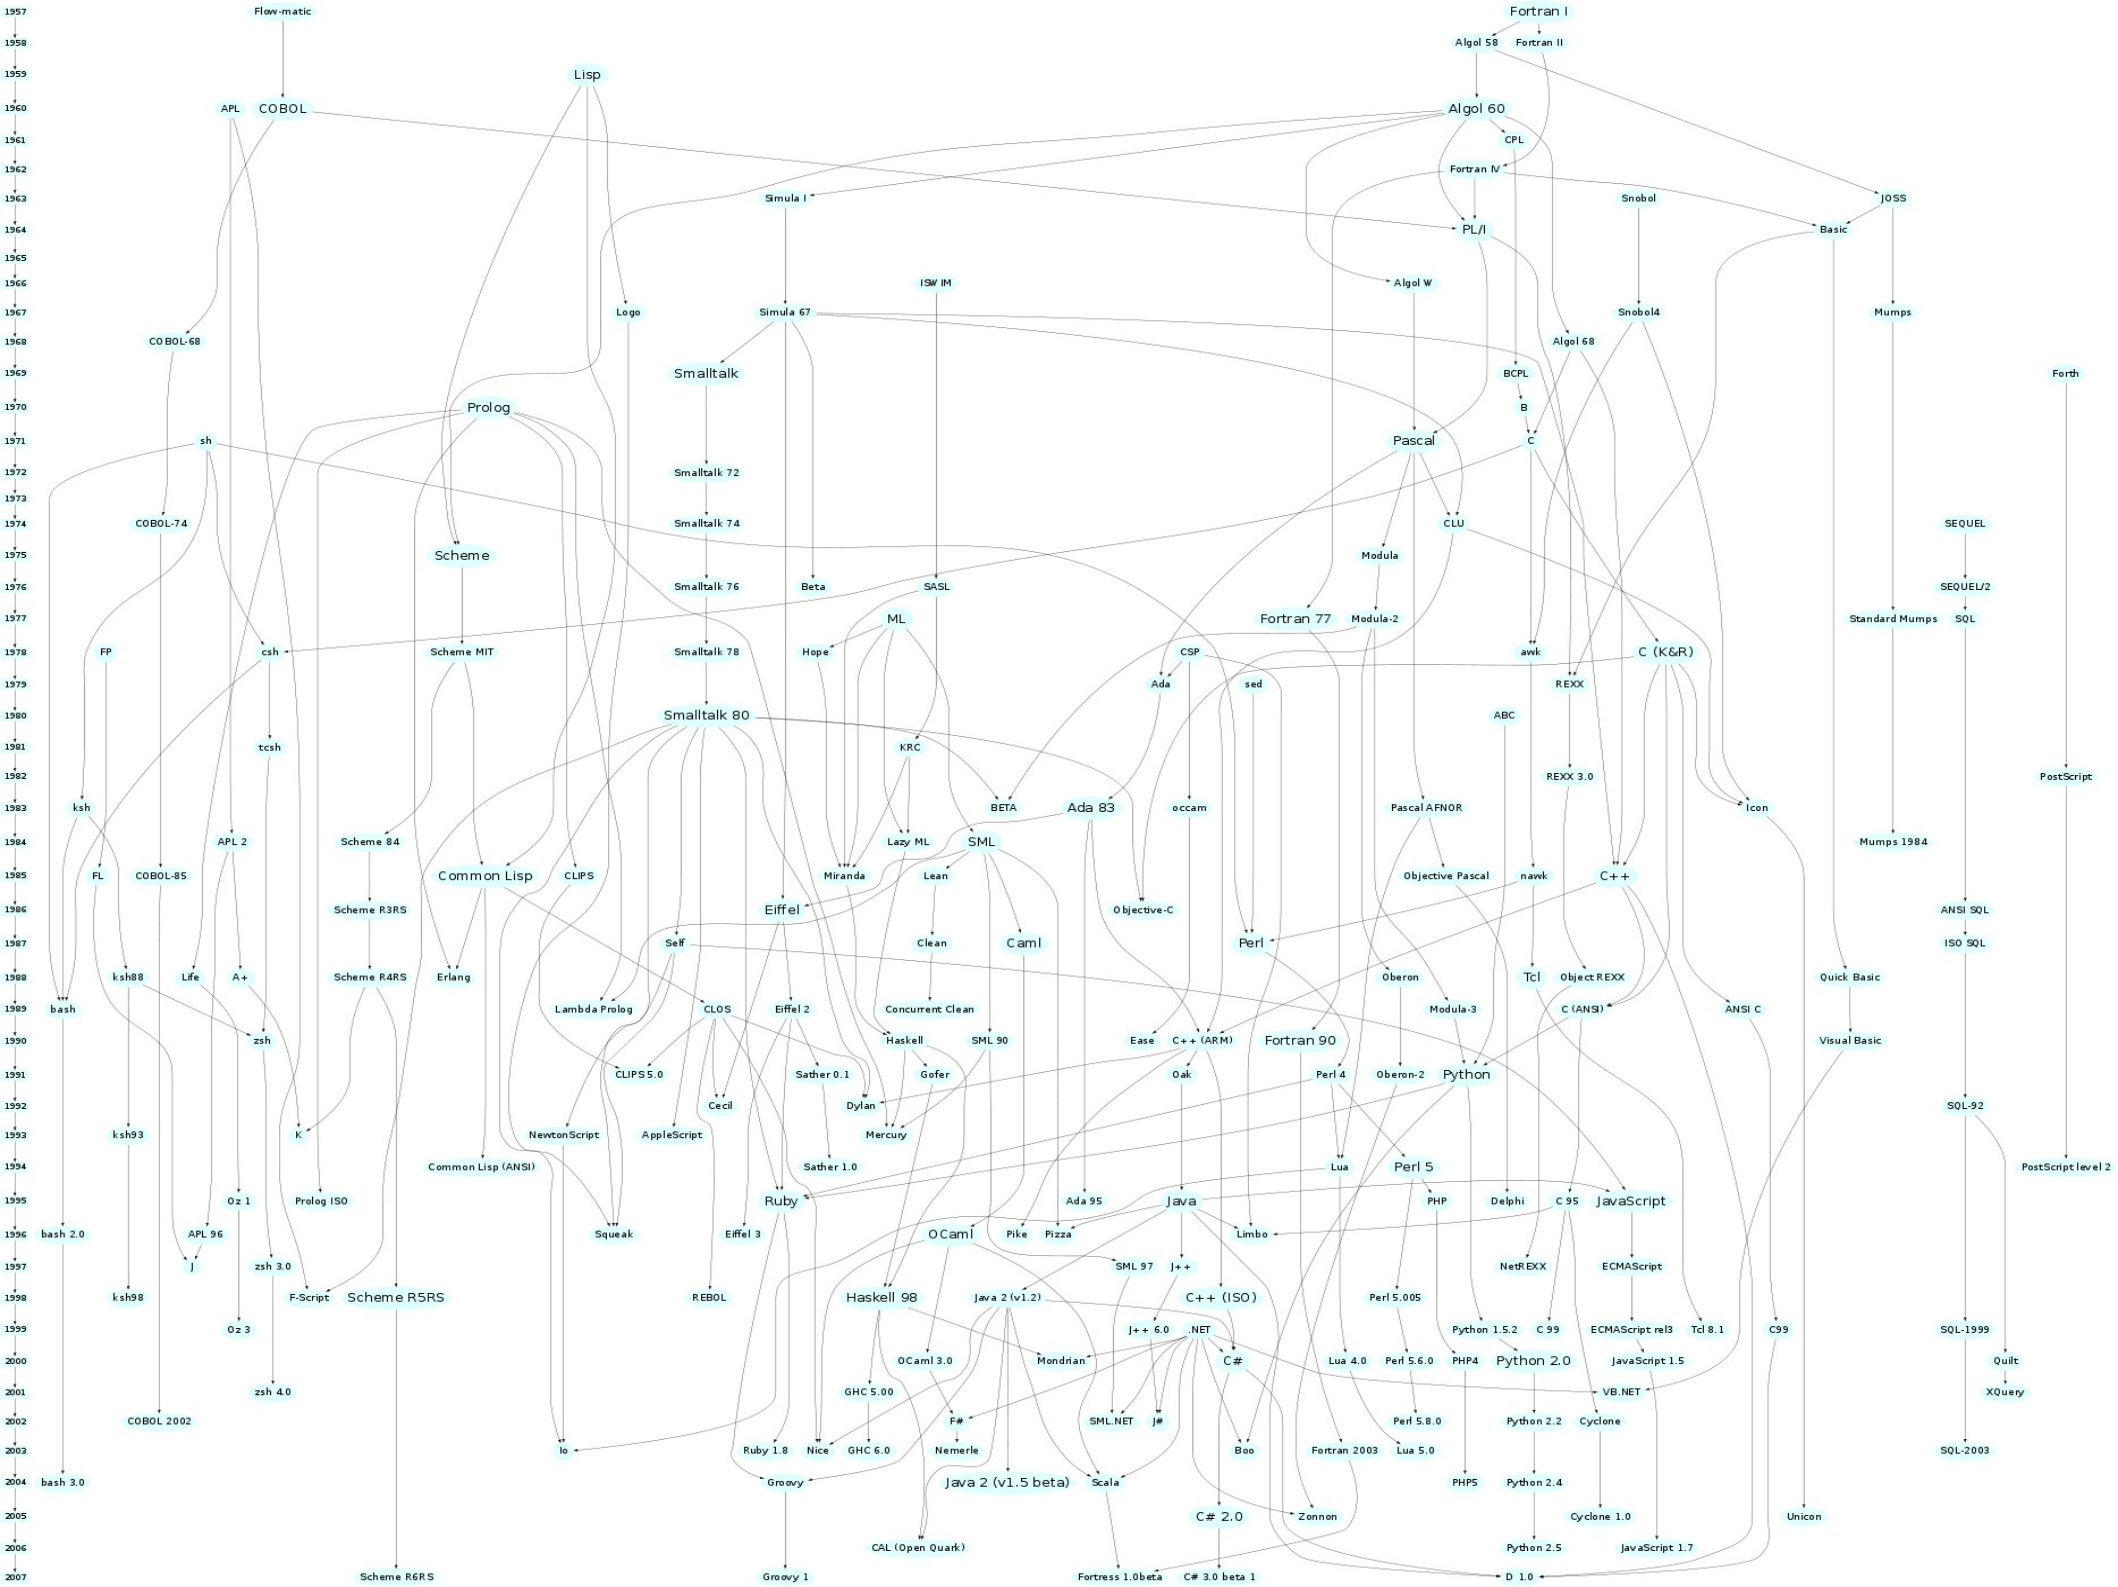 1957 Flow-matic Fortran I
1958 Algol 58 Fortran II
1959 Lisp
1960 APL COBOL Algol 60
1961 CPL
1962 Fortran IV
1963 Simula I Snobol JOSS
1964 PL/I Basic
1965
1966 ISWIM Algol W
1967 Logo Simula 67 Snobol4 Mumps
1968 COBOL-68 Algol 68
1969 Smalltalk BCPL Forth
1970 Prolog B
1971 sh Pascal C
1972 Smalltalk 72
1973
1974 COBOL-74 Smalltalk 74 CLU SEQUEL
1975 Scheme Modula
1976 Smalltalk 76 Beta SASL SEQUEL/2
1977 ML Fortran 77 Modula-2 Standard Mumps SQL
1978 FP csh Scheme MIT Smalltalk 78 Hope CSP awk C (K&R)
1979 Ada sed REXX
1980 Smalltalk 80 ABC
1981 tcsh KRC
1982 REXX 3.0 PostScript
1983 ksh BETA Ada 83 occam Pascal AFNOR Icon
1984 APL 2 Scheme 84 Lazy ML SML Mumps 1984
1985 FL COBOL-85 Common Lisp CLIPS Miranda Lean Objective Pascal nawk C++
1986 Scheme R3RS Eiffel Objective-C ANSI SQL
1987 Self Clean Caml Perl ISO SQL
1988 ksh88 Life A+ Scheme R4RS Erlang Oberon Tcl Object REXX Quick Basic
1989 bash Lambda Prolog CLOS Eiffel 2 Concurrent Clean Modula-3 C (ANSI) ANSI C
1990 zsh Haskell SML 90 Ease C++ (ARM) Fortran 90 Visual Basic
1991 CLIPS 5.0 Sather 0.1 Gofer Oak Perl 4 Oberon-2 Python
1992 Cecil Dylan SQL-92
1993 ksh93 K NewtonScript AppleScript Mercury
1994 Common Lisp (ANSI) Sather 1.0 Lua Perl 5 PostScript level 2
1995 Oz 1 Prolog ISO Ruby Ada 95 Java PHP Delphi C 95 JavaScript
1996 bash 2.0 APL 96 Squeak Eiffel 3 OCaml Pike Pizza Limbo
1997 J zsh 3.0 SML 97 J++ NetREXX ECMAScript
1998 ksh98 F-Script Scheme R5RS REBOL Haskell 98 Java 2 (v1.2) C++ (ISO) Perl 5.005
1999 Oz 3 J++ 6.0 .NET Python 1.5.2 C 99 ECMAScript rel3 Tcl 8.1 C99 SQL-1999
2000 OCaml 3.0 Mondrian C# Lua 4.0 Perl 5.6.0 PHP4 Python 2.0 JavaScript 1.5 Quilt
2001 zsh 4.0 GHC 5.00 VB.NET XQuery
2002 COBOL 2002 F# SML.NET J# Perl 5.8.0 Python 2.2 Cyclone
2003 Io Ruby 1.8 Nice GHC 6.0 Nemerle Boo Fortran 2003 Lua 5.0 SQL-2003
2004 bash 3.0 Groovy Java 2 (v1.5 beta) Scala PHP5 Python 2.4
2005 C# 2.0 Zonnon Cyclone 1.0 Unicon
2006 CAL (Open Quark) Python 2.5 JavaScript 1.7
2007 Scheme R6RS Groovy 1 Fortress 1.0beta C# 3.0 beta 1 D 1.0